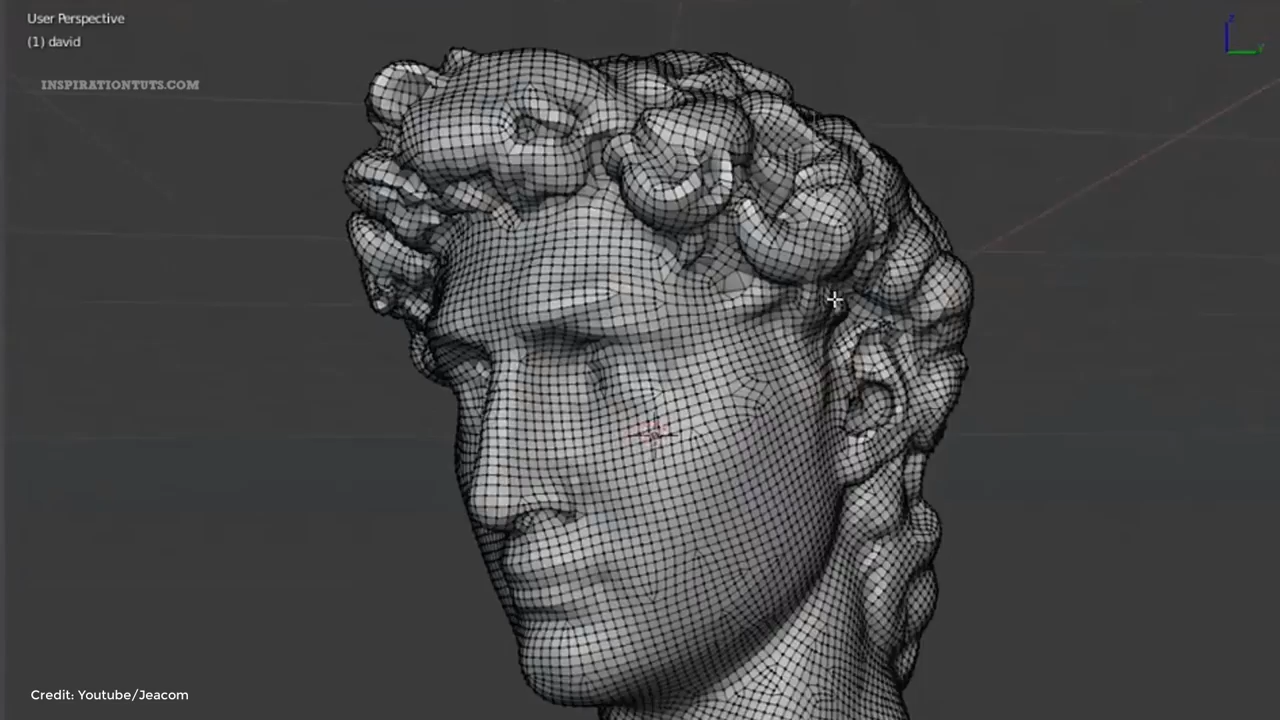 User Perspective
(1) david
INSPIRATIONTUTS.COM
z
y
Credit: Youtube/Jeacom